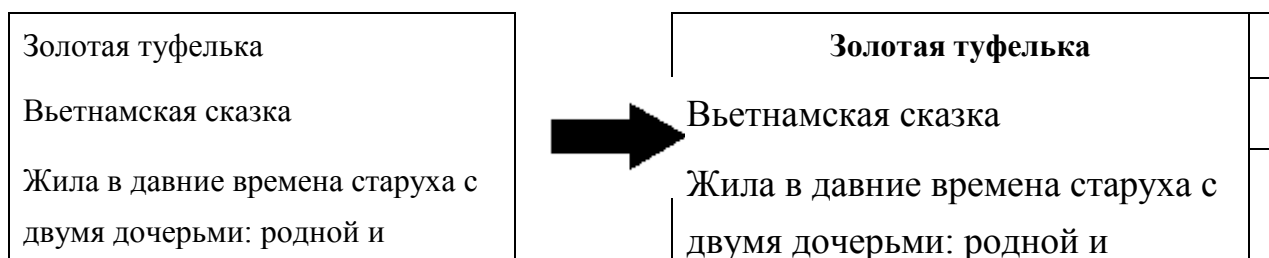 Золотая туфелька
Вьетнамская сказка
Жила в давние времена старуха с
двумя дочерьми: родной и
Золотая туфелька
Вьетнамская сказка
Жила в давние времена старуха с
двумя дочерьми: родной и